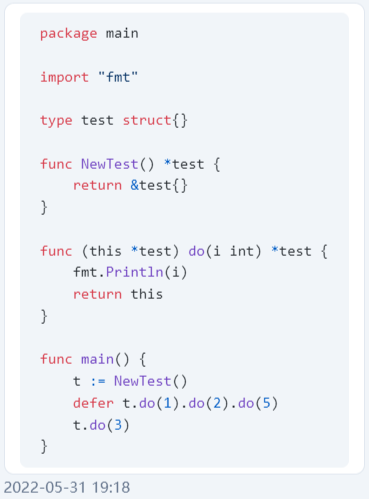 package main
import "fmt"
type test struct{}
func NewTest() *test {
    return &test{}
}
func (this *test) do(i int) *test {
    fmt.Println(i)
    return this
}
func main() {
    t := NewTest()
    defer t.do(1).do(2).do(5)
    t.do(3)
}
2022-05-31 19:18